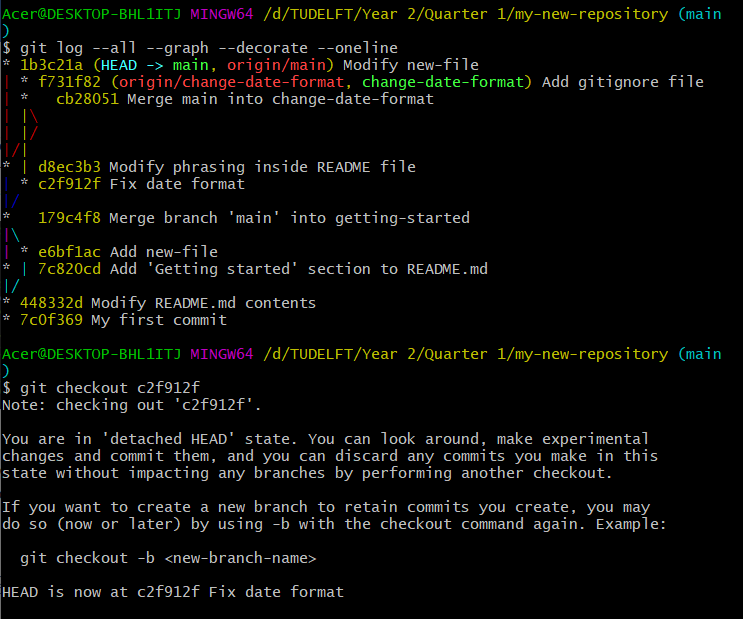 Acer@DESKTOP-BHL1ITJ MINGW64 /d/TUDELFT/Year 2/Quarter 1/my-new-repository (main
)
$ git log --all --graph --decorate --oneline
* 1b3c21a (HEAD -> main, origin/main) Modify new-file
| * f731f82 (origin/change-date-format, change-date-format) Add gitignore file
| *   cb28051 Merge main into change-date-format
| |\
| |/
|/|
* | d8ec3b3 Modify phrasing inside README file
| * c2f912f Fix date format
|/
*   179c4f8 Merge branch 'main' into getting-started
|\
| * e6bf1ac Add new-file
* | 7c820cd Add 'Getting started' section to README.md
|/
* 448332d Modify README.md contents
* 7c0f369 My first commit

Acer@DESKTOP-BHL1ITJ MINGW64 /d/TUDELFT/Year 2/Quarter 1/my-new-repository (main
)
$ git checkout c2f912f
Note: checking out 'c2f912f'.

You are in 'detached HEAD' state. You can look around, make experimental
changes and commit them, and you can discard any commits you make in this
state without impacting any branches by performing another checkout.

If you want to create a new branch to retain commits you create, you may
do so (now or later) by using -b with the checkout command again. Example:

  git checkout -b <new-branch-name>

HEAD is now at c2f912f Fix date format